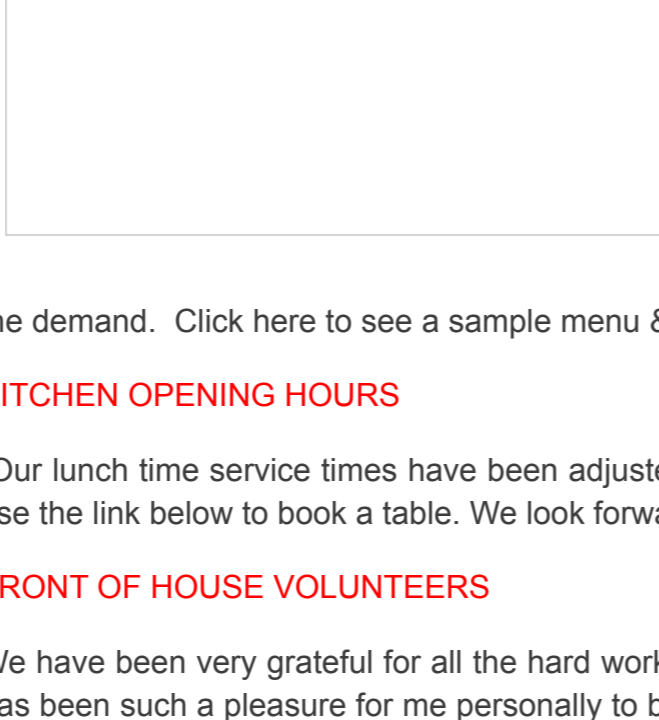 he demand.  Click here to see a sample menu &
ITCHEN OPENING HOURS
Our lunch time service times have been adjuste
se the link below to book a table. We look forwa
RONT OF HOUSE VOLUNTEERS
We have been very grateful for all the hard work
as been such a pleasure for me personally to b